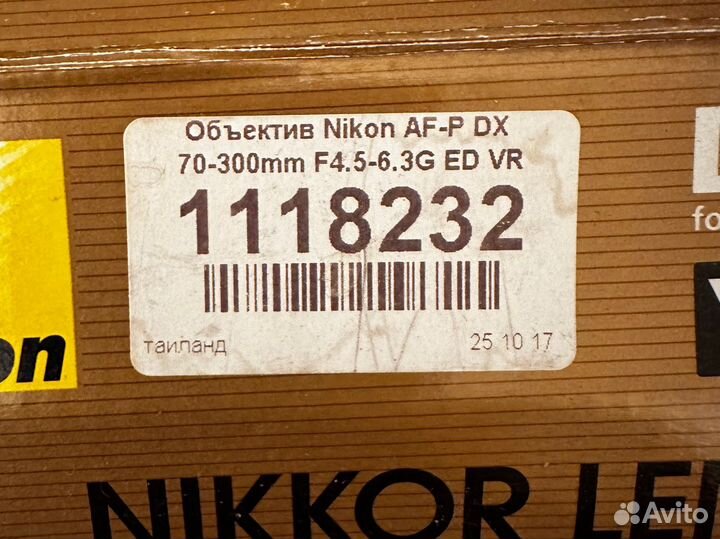 Объектив Nikon AF-P DX
70-300mm F4.5-6.3G ED VR
1118232
таиланд 25 10 17
on
fo
NIKKOR LEN
Avito